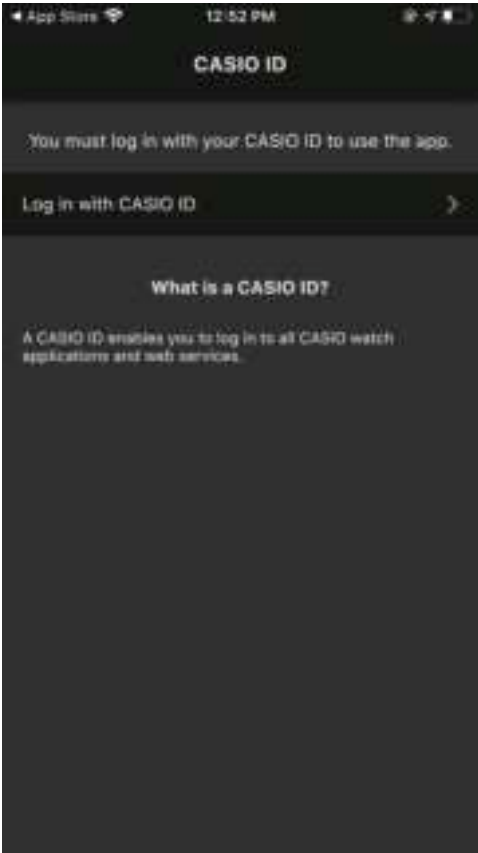 App Store
12:52 PM
CASIO ID
You must log in with your CASIO ID to use the app.
Log in with CASIO ID
What is a CASIO ID?
A CASIO ID enables you to log in to all CASIO watch
applications and web services.